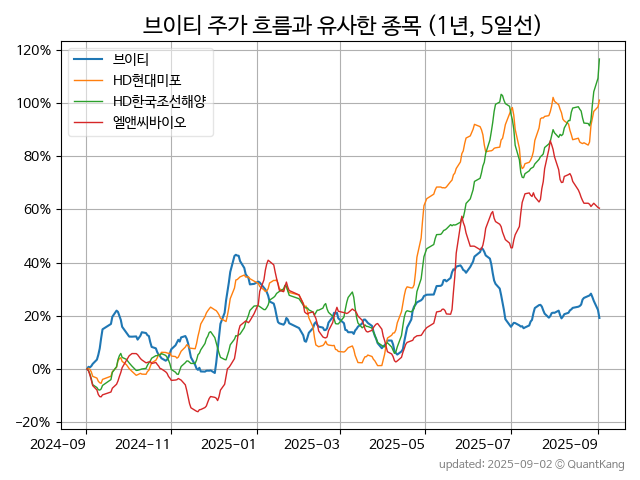 브이티 주가 흐름과 유사한 종목 (1년, 5일선)
브이티
HD현대미포
HD한국조선해양
엘앤씨바이오
120%
100%
80%
60%
40%
20%
0%
−20%
2024-09 2024-11 2025-01 2025-03 2025-05 2025-07 2025-09
updated: 2025-09-02 © QuantKang